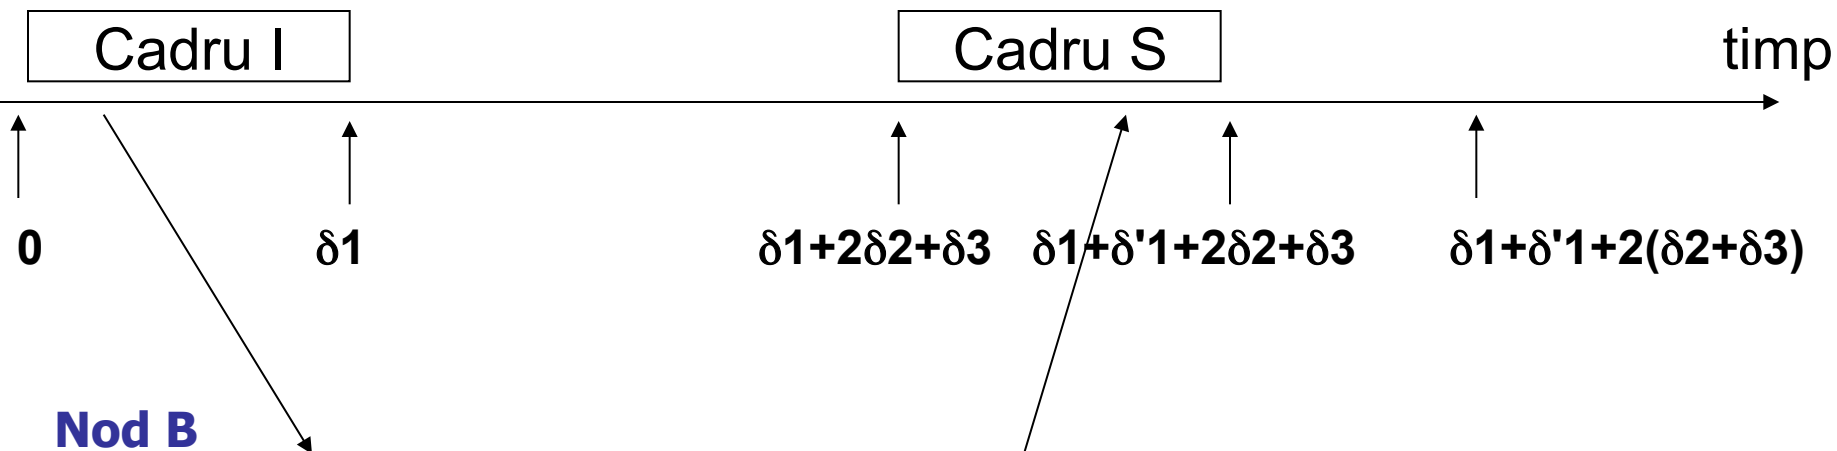 Cadru I Cadru S timp
0 δ1 δ1+2δ2+δ3 δ1+δ'1+2δ2+δ3 δ1+δ'1+2(δ2+δ3)
Nod B